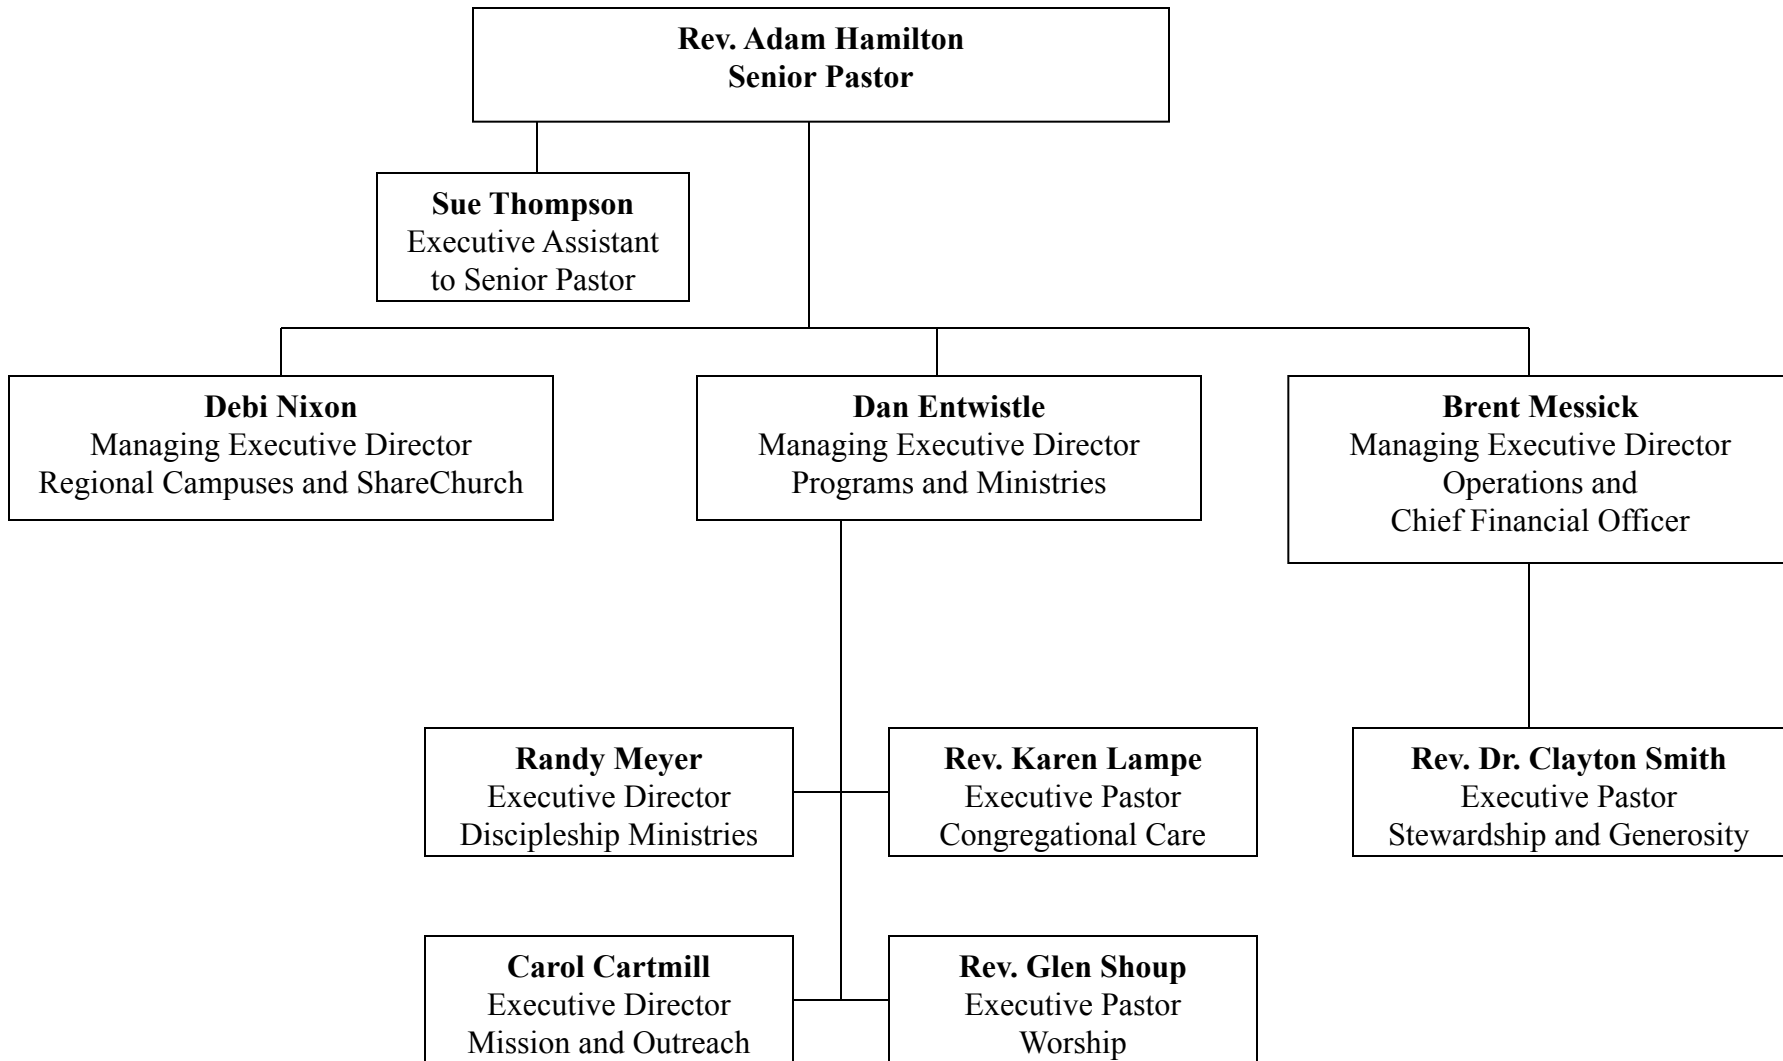 Rev. Adam Hamilton
Senior Pastor
Sue Thompson
Executive Assistant
to Senior Pastor
Debi Nixon
Managing Executive Director
Regional Campuses and ShareChurch
Dan Entwistle
Managing Executive Director
Programs and Ministries
Brent Messick
Managing Executive Director
Operations and
Chief Financial Officer
Randy Meyer
Executive Director
Discipleship Ministries
Rev. Karen Lampe
Executive Pastor
Congregational Care
Rev. Dr. Clayton Smith
Executive Pastor
Stewardship and Generosity
Carol Cartmill
Executive Director
Mission and Outreach
Rev. Glen Shoup
Executive Pastor
Worship